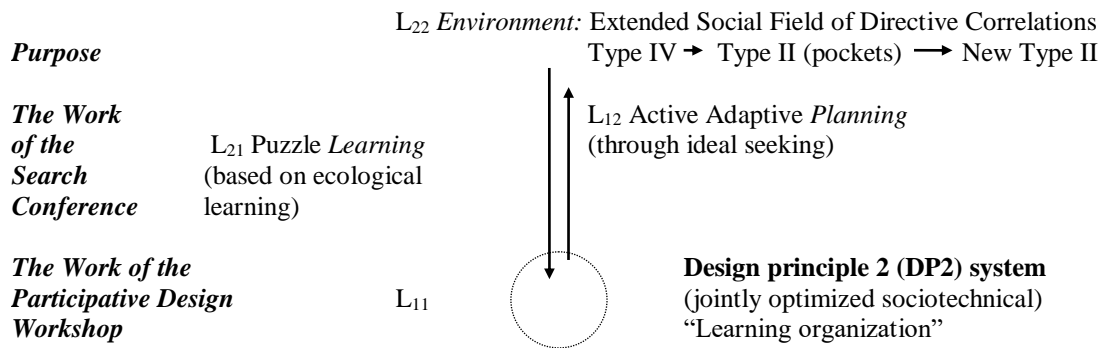 L22 Environment: Extended Social Field of Directive Correlations
Purpose Type IV → Type II (pockets) → New Type II
The Work L12 Active Adaptive Planning
of the L21 Puzzle Learning (through ideal seeking)
Search (based on ecological
Conference learning)
The Work of the Design principle 2 (DP2) system
Participative Design L11 (jointly optimized sociotechnical)
Workshop “Learning organization”